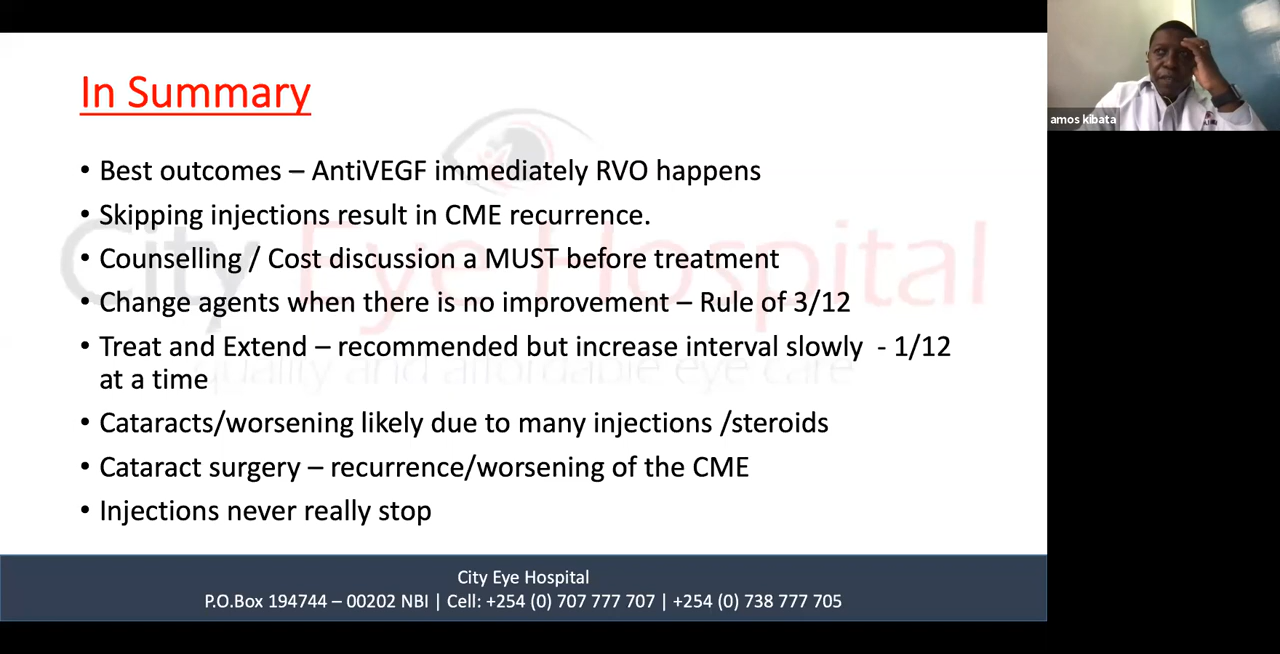 In Summary
• Best outcomes – AntiVEGF immediately RVO happens
• Skipping injections result in CME recurrence.
• Counselling / Cost discussion a MUST before treatment
• Change agents when there is no improvement – Rule of 3/12
• Treat and Extend – recommended but increase interval slowly - 1/12
at a time
• Cataracts/worsening likely due to many injections /steroids
• Cataract surgery – recurrence/worsening of the CME
• Injections never really stop
City Eye Hospital
quality and affordable eye care
City Eye Hospital
P.O.Box 194744 – 00202 NBI | Cell: +254 (0) 707 777 707 | +254 (0) 738 777 705
amos kibata